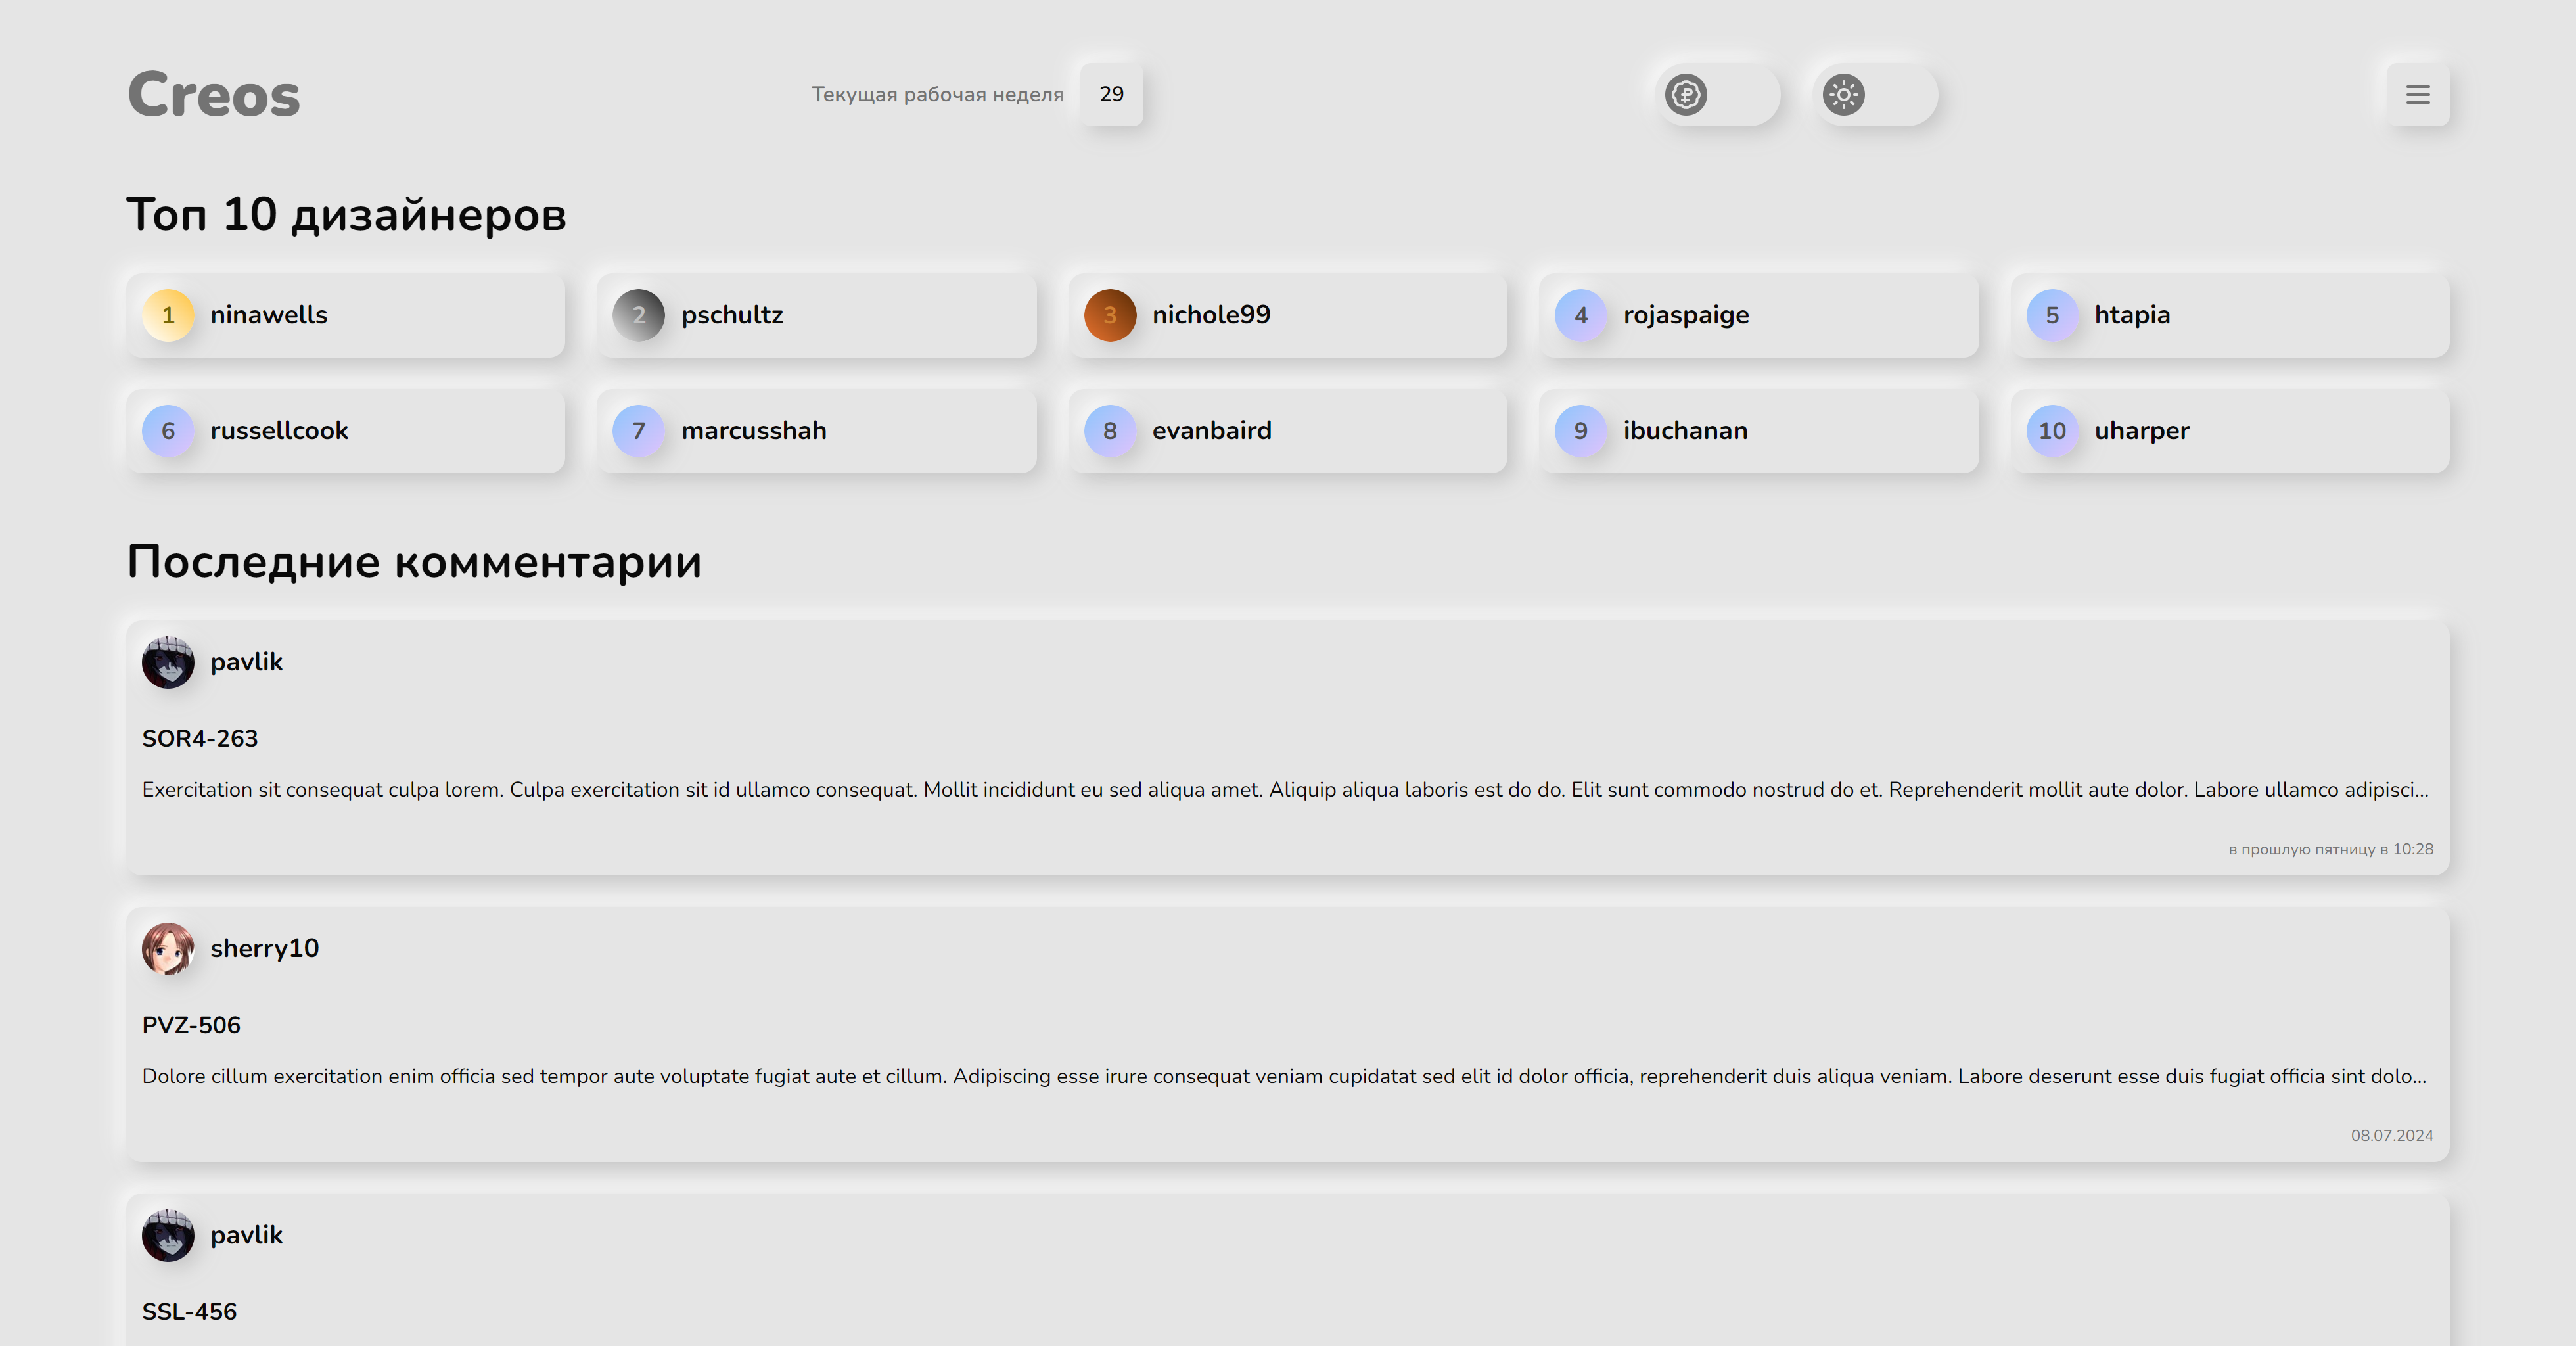 Creos
Текущая рабочая неделя 29
Топ 10 дизайнеров
1 ninawells
2 pschultz
3 nichole99
4 rojaspaige
5 htapia
6 russellcook
7 marcusshah
8 evanbaird
9 ibuchanan
10 uharper
Последние комментарии
pavlik
SOR4-263
Exercitation sit consequat culpa lorem. Culpa exercitation sit id ullamco consequat. Mollit incididunt eu sed aliqua amet. Aliquip aliqua laboris est do do. Elit sunt commodo nostrud do et. Reprehenderit mollit aute dolor. Labore ullamco adipisci...
в прошлую пятницу в 10:28
sherry10
PVZ-506
Dolore cillum exercitation enim officia sed tempor aute voluptate fugiat aute et cillum. Adipiscing esse irure consequat veniam cupidatat sed elit id dolor officia, reprehenderit duis aliqua veniam. Labore deserunt esse duis fugiat officia sint dolo...
08.07.2024
pavlik
SSL-456